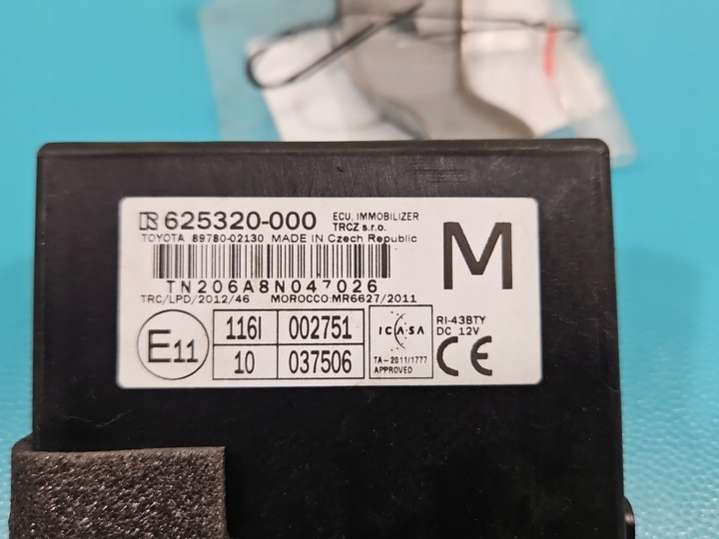 625320-000
ECU, IMMOBILIZER
TRCZ s.r.o.
TOYOTA 89780-02130 MADE IN Czech Republic
M
TN206A8N047026
TRC/LPD/2012/46 MOROCCO:MR6627/2011
E11
116I 002751
10 037506
ICASA
TA-2011/1777
APPROVED
RI-43BTY
DC 12V
CE